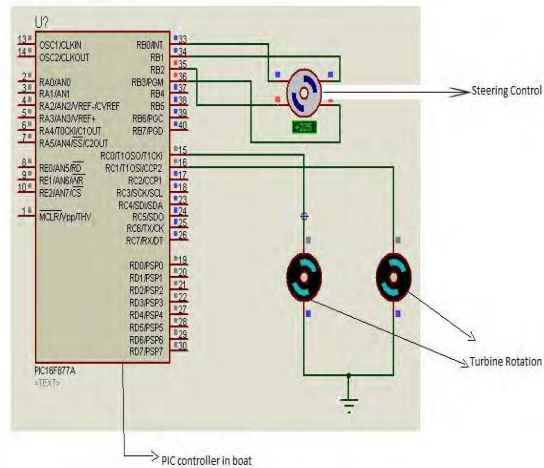 U?
13 OSC1/CLKIN RB0/INT 33
14 OSC2/CLKOUT RB1 34
RB2 35
2 RA0/AN0 RB3/PGM 36
3 RA1/AN1 RB4 37
4 RA2/AN2/VREF-/CVREF RB5 38
5 RA3/AN3/VREF+ RB6/PGC 39
6 RA4/T0CKI/C1OUT RB7/PGD 40
7 RA5/AN4/SS/C2OUT
RC0/T1OSO/T1CKI 15
8 RE0/AN5/RD RC1/T1OSI/CCP2 16
9 RE1/AN6/WR RC2/CCP1 17
10 RE2/AN7/CS RC3/SCK/SCL 18
RC4/SDI/SDA 23
1 MCLR/Vpp/THV RC5/SDO 24
RC6/TX/CK 25
RC7/RX/DT 26
RD0/PSP0 19
RD1/PSP1 20
RD2/PSP2 21
RD3/PSP3 22
RD4/PSP4 27
RD5/PSP5 28
RD6/PSP6 29
RD7/PSP7 30
PIC16F877A
<TEXT>
+225
Steering Control
Turbine Rotation
PIC controller in boat